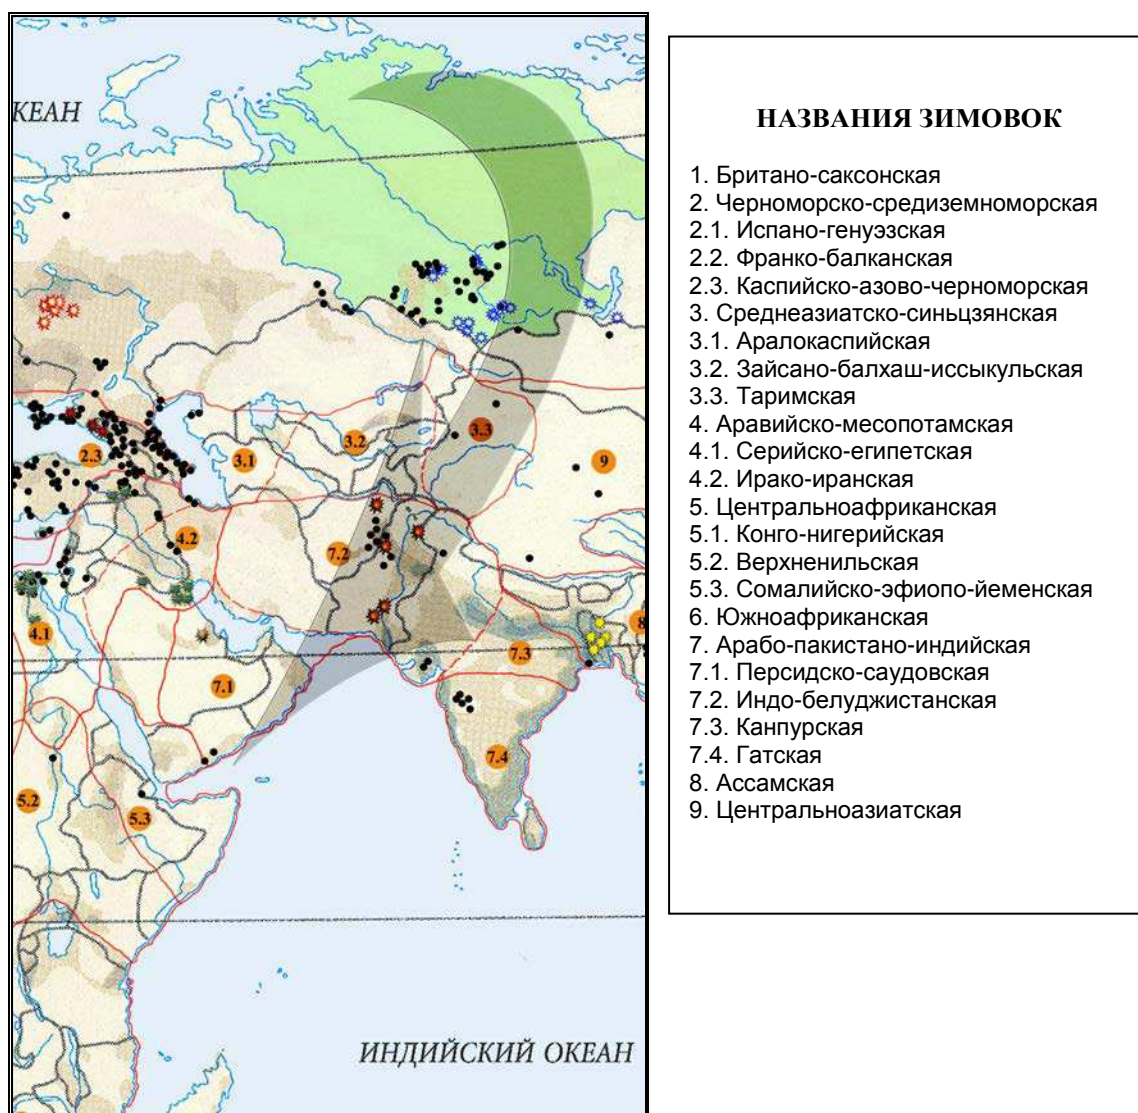 КЕАН
2.3
3.1
3.2
3.3
9
4.2
7.2
4.1
7.1
7.3
8
7.4
5.2
5.3
ИНДИЙСКИЙ ОКЕАН
НАЗВАНИЯ ЗИМОВОК
1. Британо-саксонская
2. Черноморско-средиземноморская
2.1. Испано-генуэзская
2.2. Франко-балканская
2.3. Каспийско-азово-черноморская
3. Среднеазиатско-синьцзянская
3.1. Аралокаспийская
3.2. Зайсано-балхаш-иссыкульская
3.3. Таримская
4. Аравийско-месопотамская
4.1. Серийско-египетская
4.2. Ирако-иранская
5. Центральноафриканская
5.1. Конго-нигерийская
5.2. Верхненильская
5.3. Сомалийско-эфиопо-йеменская
6. Южноафриканская
7. Арабо-пакистано-индийская
7.1. Персидско-саудовская
7.2. Индо-белуджистанская
7.3. Канпурская
7.4. Гатская
8. Ассамская
9. Центральноазиатская